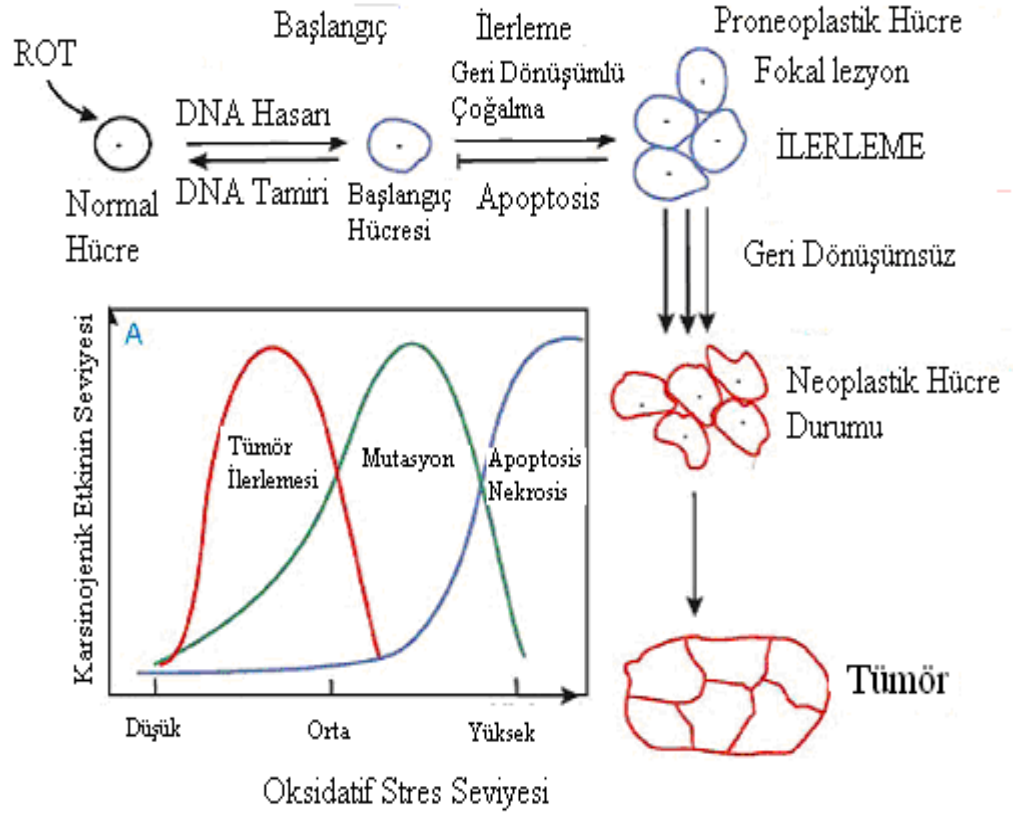 Başlangıç
İlerleme
Proneoplastik Hücre
ROT
Geri Dönüşümlü
Çoğalma
Fokal lezyon
DNA Hasarı
İLERLEME
DNA Tamiri
Başlangıç
Hücresi
Apoptosis
Normal
Hücre
Geri Dönüşümsüz
A
Karsinojenik Etkinin Seviyesi
Tümör
İlerlemesi
Mutasyon
Apoptosis
Nekrosis
Neoplastik Hücre
Durumu
Tümör
Düşük
Orta
Yüksek
Oksidatif Stres Seviyesi